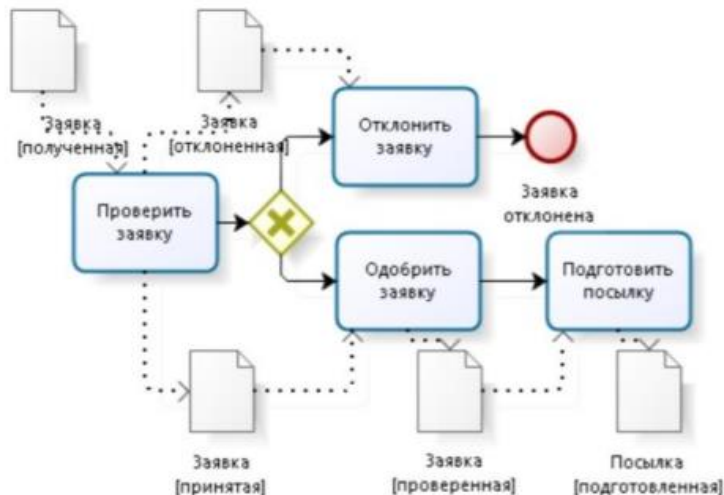 Заявка
[полученная]
Заявка
[отклоненная]
Отклонить
заявку
Заявка
отклонена
Проверить
заявку
Одобрить
заявку
Подготовить
посылку
Заявка
[принятая]
Заявка
[проверенная]
Посылка
[подготовленная]